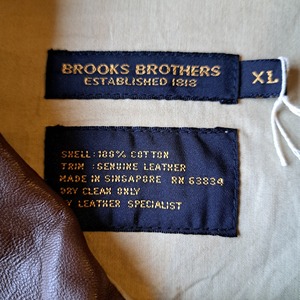 BROOKS BROTHERS
ESTABLISHED 1818
XL
SHELL: 100% COTTON
TRIM : GENUINE LEATHER
MADE IN SINGAPORE RN 63834
DRY CLEAN ONLY
BY LEATHER SPECIALIST